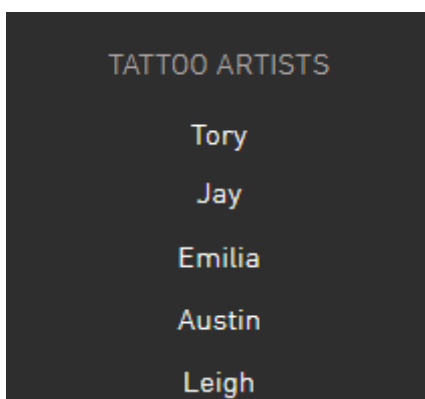 TATTOO ARTISTS
Tory
Jay
Emilia
Austin
Leigh